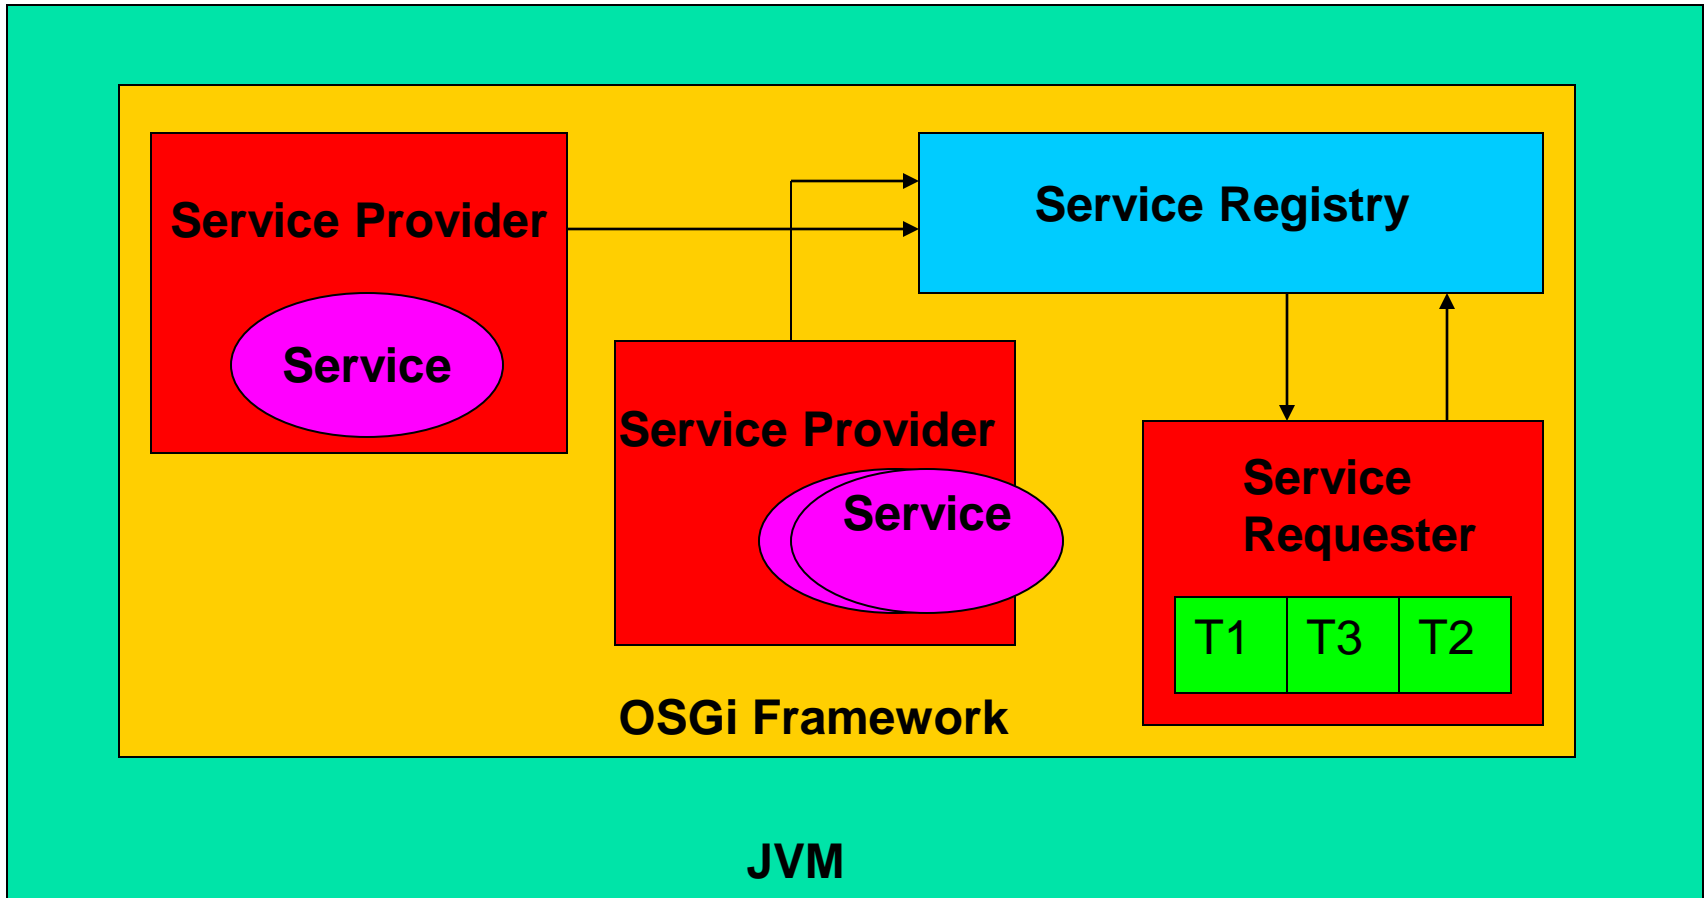 Service Provider
Service Registry
Service
Service Provider
Service
Service
Requester
T1 T3 T2
OSGi Framework
JVM